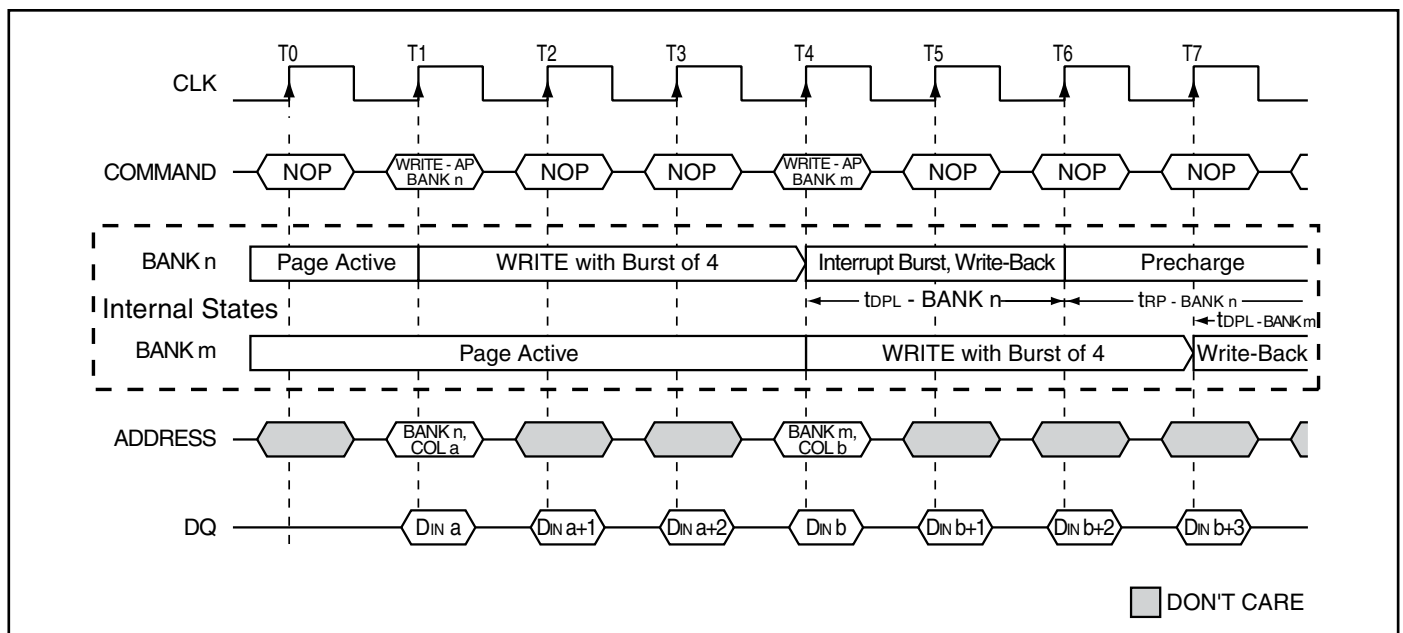 T0 T1 T2 T3 T4 T5 T6 T7
CLK
COMMAND NOP WRITE - AP BANK n NOP NOP WRITE - AP BANK m NOP NOP NOP
BANK n Page Active WRITE with Burst of 4 Interrupt Burst, Write-Back Precharge
Internal States tDPL - BANK n tRP - BANK n
tDPL - BANK m
BANK m Page Active WRITE with Burst of 4 Write-Back
ADDRESS BANK n, COL a BANK m, COL b
DQ DIN a DIN a+1 DIN a+2 DIN b DIN b+1 DIN b+2 DIN b+3
DON'T CARE